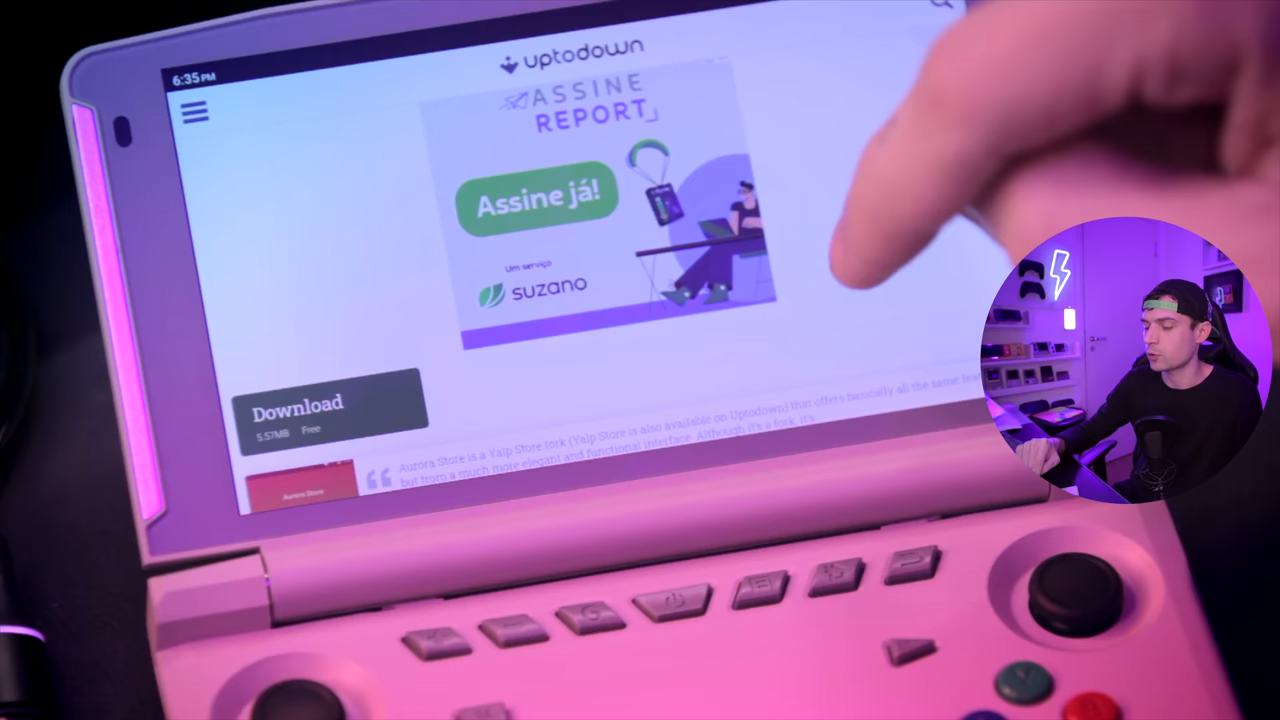 6:35 PM
uptodown
ASSINE
REPORT
Assine já!
Um serviço
suzano
Download
5.57MB Free
Aurora Store is a Yalp Store fork (Yalp Store is also available on Uptodown) that offers basically all the same
but from a much more elegant and functional interface. Although it's a fork, it's
Aurora Store